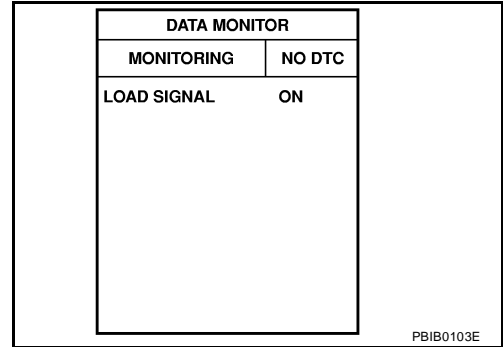 DATA MONITOR
MONITORING NO DTC
LOAD SIGNAL ON
PBIB0103E